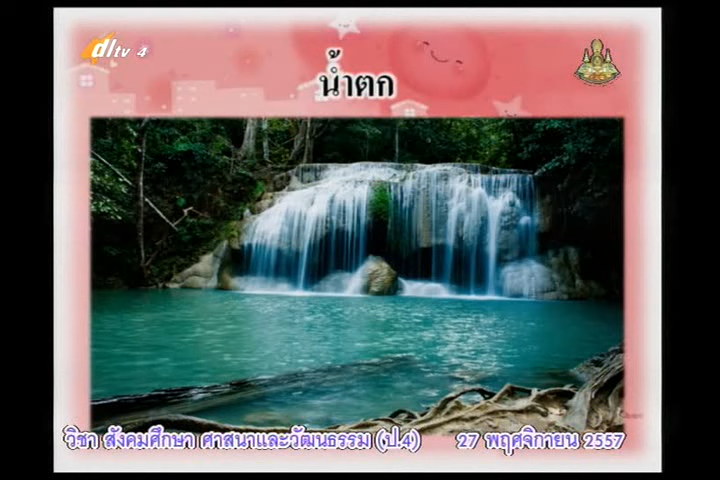 dltv 4
น้ำตก
วิชา สังคมศึกษา ศาสนาและวัฒนธรรม (ป.4) 27 พฤศจิกายน 2557